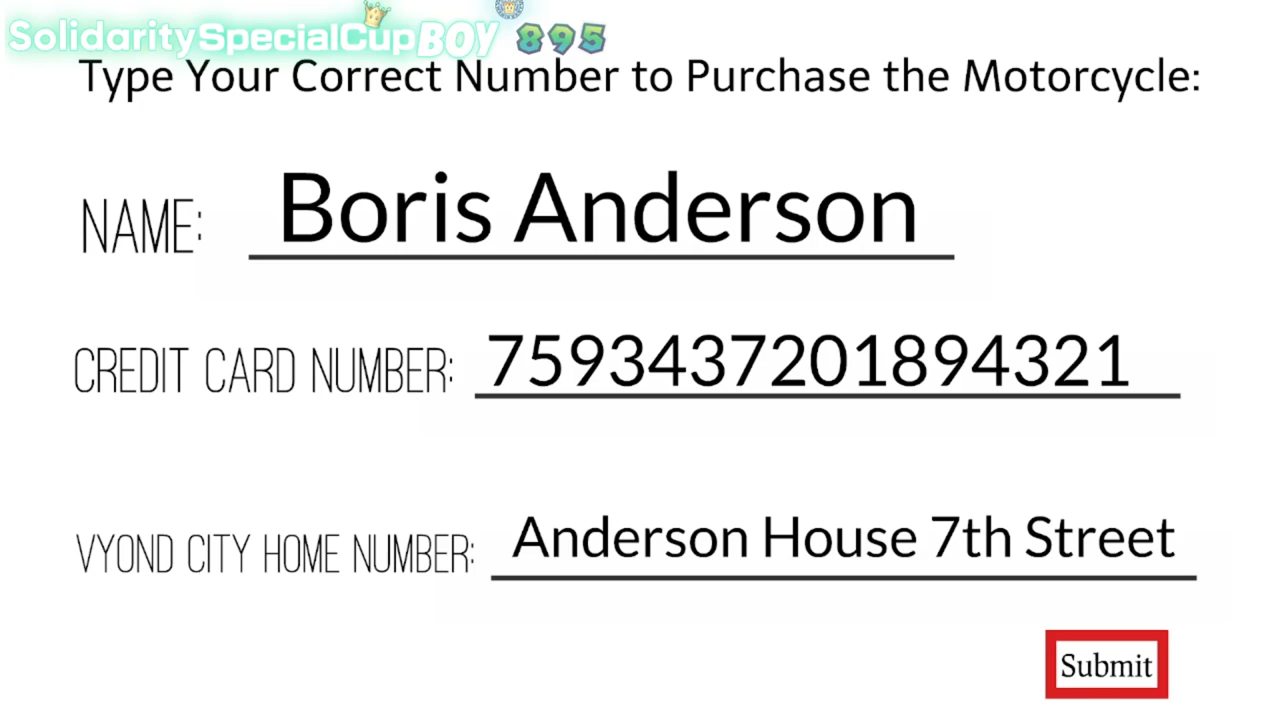 SolidaritySpecialCupBOY 895
Type Your Correct Number to Purchase the Motorcycle:
NAME: Boris Anderson
CREDIT CARD NUMBER: 7593437201894321
VYOND CITY HOME NUMBER: Anderson House 7th Street
Submit